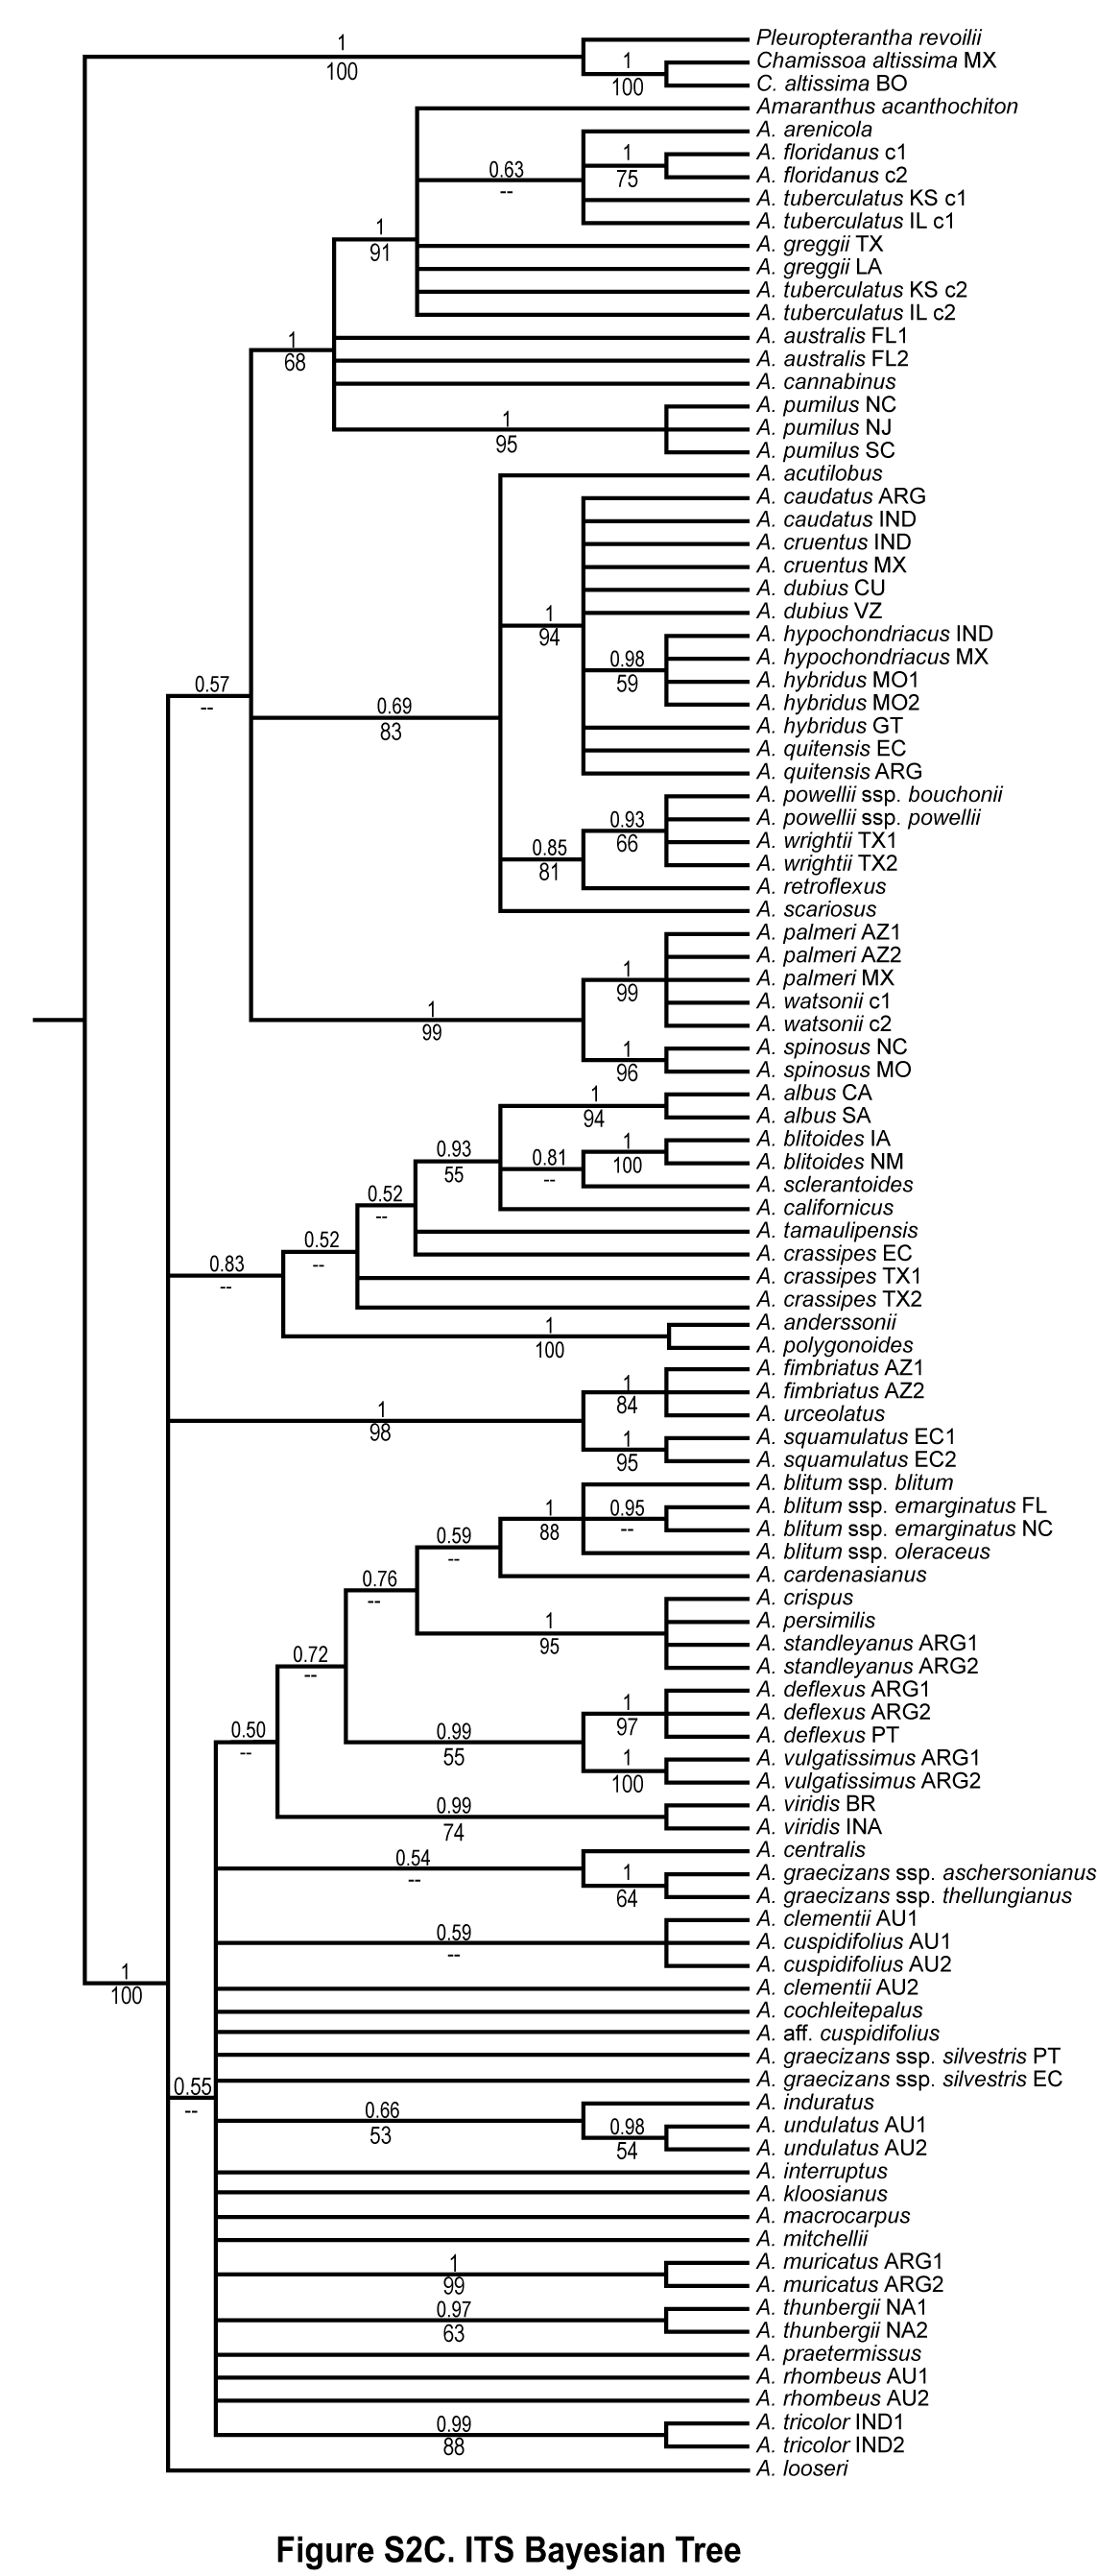 Pleuropterantha revoilii
1
Chamissoa altissima MX
1
100
C. altissima BO
100
Amaranthus acanthochiton
A. arenicola
A. floridanus c1
1
0.63
A. floridanus c2
75
--
A. tuberculatus KS c1
A. tuberculatus IL c1
1
A. greggii TX
91
A. greggii LA
A. tuberculatus KS c2
A. tuberculatus IL c2
A. australis FL1
1
A. australis FL2
68
A. cannabinus
A. pumilus NC
1
A. pumilus NJ
95
A. pumilus SC
A. acutilobus
A. caudatus ARG
A. caudatus IND
A. cruentus IND
A. cruentus MX
A. dubius CU
A. dubius VZ
1
A. hypochondriacus IND
94
A. hypochondriacus MX
0.98
A. hybridus MO1
59
0.57
A. hybridus MO2
--
0.69
A. hybridus GT
83
A. quitensis EC
A. quitensis ARG
A. powellii ssp. bouchonii
A. powellii ssp. powellii
0.93
A. wrightii TX1
66
0.85
A. wrightii TX2
81
A. retroflexus
A. scariosus
A. palmeri AZ1
A. palmeri AZ2
1
A. palmeri MX
99
A. watsonii c1
1
A. watsonii c2
99
A. spinosus NC
1
A. spinosus MO
96
A. albus CA
1
A. albus SA
94
A. blitoides IA
1
0.93
0.81
A. blitoides NM
100
55
--
A. sclerantoides
0.52
A. californicus
--
A. tamaulipensis
0.52
A. crassipes EC
--
0.83
A. crassipes TX1
--
A. crassipes TX2
A. anderssonii
1
A. polygonoides
100
A. fimbriatus AZ1
1
A. fimbriatus AZ2
84
1
A. urceolatus
98
A. squamulatus EC1
1
A. squamulatus EC2
95
A. blitum ssp. blitum
A. blitum ssp. emarginatus FL
1
0.95
A. blitum ssp. emarginatus NC
88
--
0.59
A. blitum ssp. oleraceus
--
A. cardenasianus
0.76
--
A. crispus
A. persimilis
1
A. standleyanus ARG1
95
0.72
A. standleyanus ARG2
--
A. deflexus ARG1
1
A. deflexus ARG2
97
0.50
0.99
A. deflexus PT
--
55
A. vulgatissimus ARG1
1
A. vulgatissimus ARG2
100
A. viridis BR
0.99
A. viridis INA
74
A. centralis
0.54
A. graecizans ssp. aschersonianus
1
--
A. graecizans ssp. thellungianus
64
A. clementii AU1
0.59
A. cuspidifolius AU1
--
A. cuspidifolius AU2
1
A. clementii AU2
100
A. cochleitepalus
A. aff. cuspidifolius
A. graecizans ssp. silvestris PT
A. graecizans ssp. silvestris EC
0.55
--
A. induratus
0.66
A. undulatus AU1
0.98
53
A. undulatus AU2
54
A. interruptus
A. kloosianus
A. macrocarpus
A. mitchellii
A. muricatus ARG1
1
A. muricatus ARG2
99
A. thunbergii NA1
0.97
A. thunbergii NA2
63
A. praetermissus
A. rhombeus AU1
A. rhombeus AU2
A. tricolor IND1
0.99
A. tricolor IND2
88
A. looseri
Figure S2C. ITS Bayesian Tree